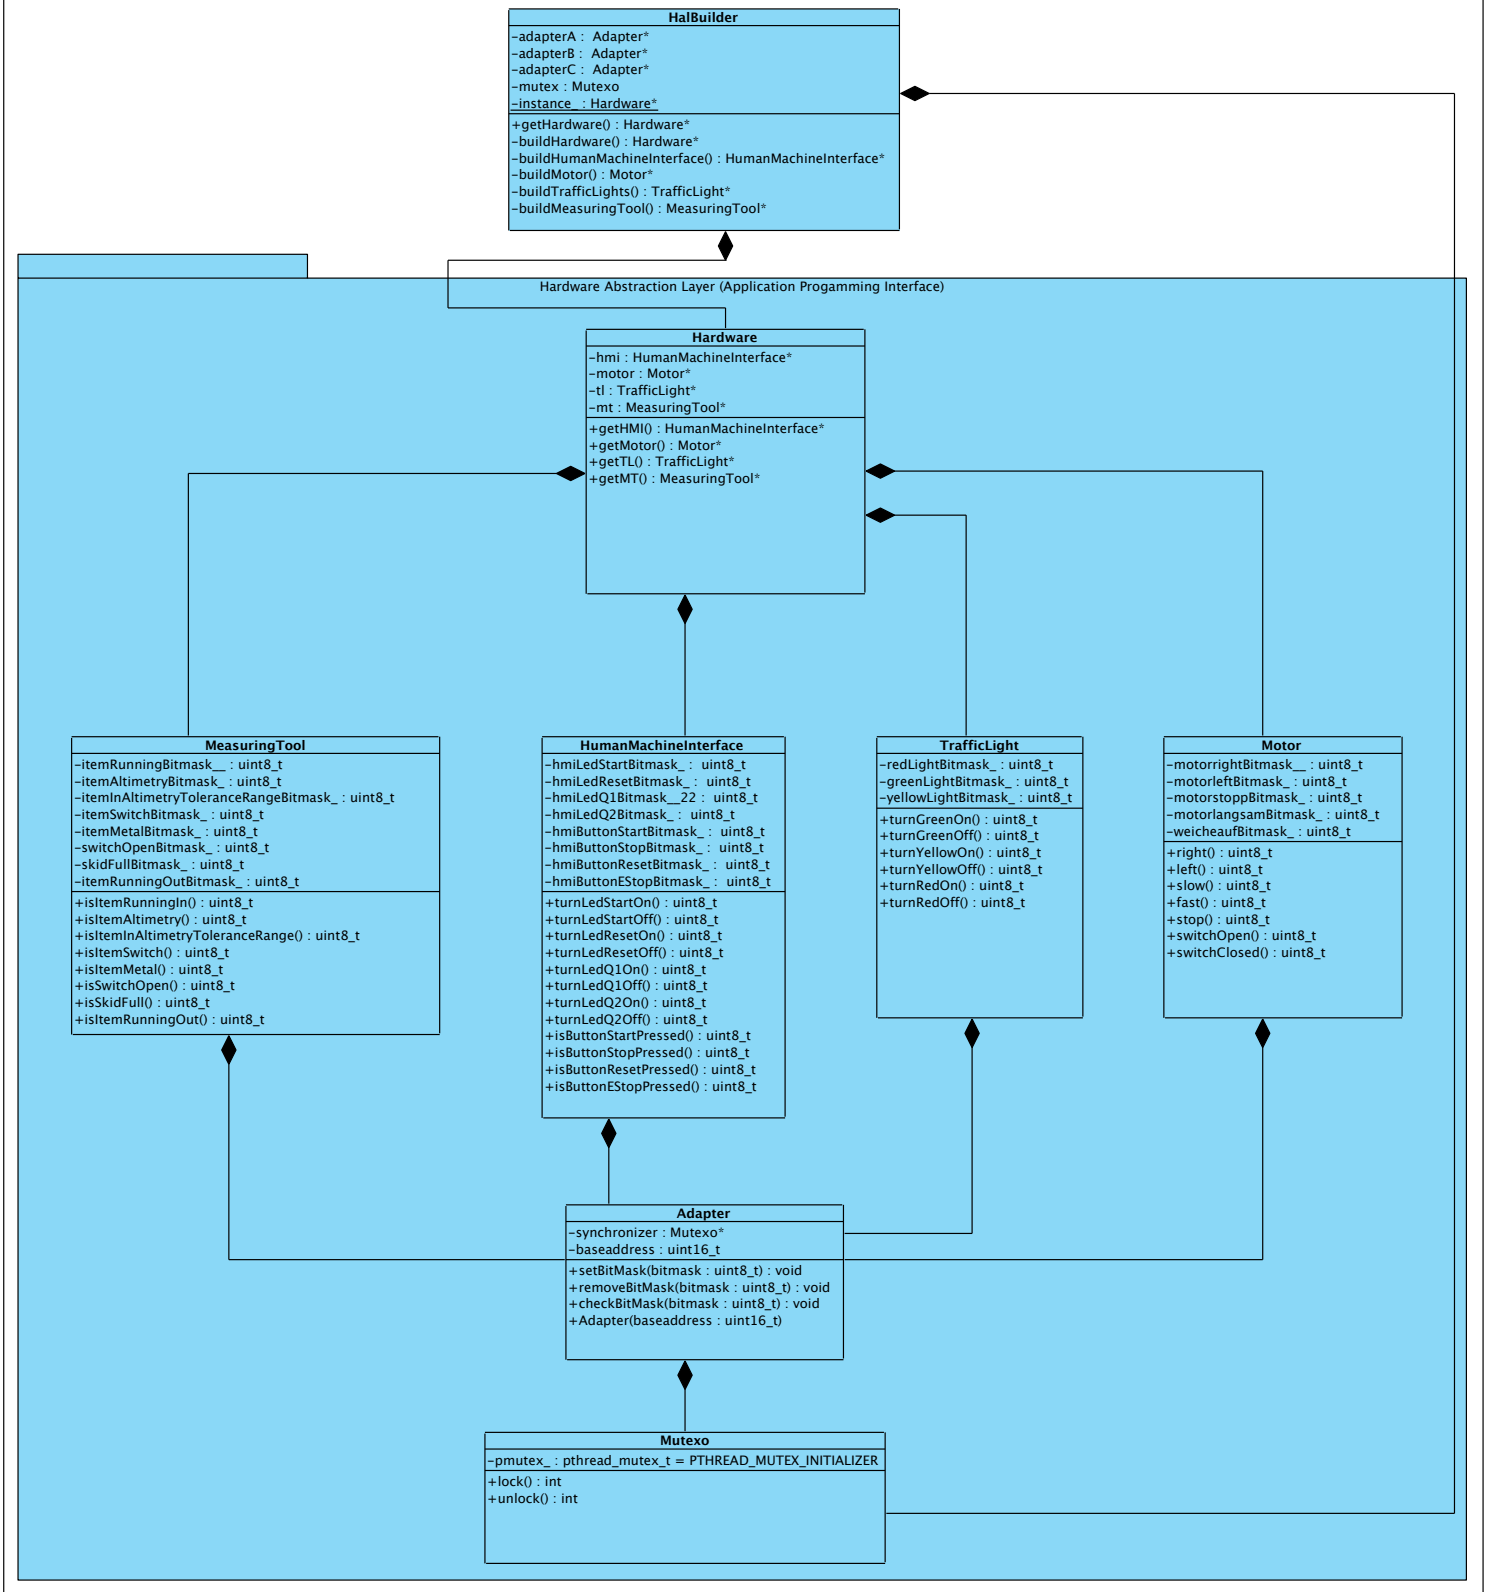 HalBuilder
-adapterA :  Adapter*
-adapterB :  Adapter*
-adapterC :  Adapter*
-mutex : Mutexo
-instance_ : Hardware*
+getHardware() : Hardware*
-buildHardware() : Hardware*
-buildHumanMachineInterface() : HumanMachineInterface*
-buildMotor() : Motor*
-buildTrafficLights() : TrafficLight*
-buildMeasuringTool() : MeasuringTool*
Hardware Abstraction Layer (Application Progamming Interface)
Hardware
-hmi : HumanMachineInterface*
-motor : Motor*
-tl : TrafficLight*
-mt : MeasuringTool*
+getHMI() : HumanMachineInterface*
+getMotor() : Motor*
+getTL() : TrafficLight*
+getMT() : MeasuringTool*
MeasuringTool
-itemRunningBitmask__ : uint8_t
-itemAltimetryBitmask_ : uint8_t
-itemInAltimetryToleranceRangeBitmask_ : uint8_t
-itemSwitchBitmask_ : uint8_t
-itemMetalBitmask_ : uint8_t
-switchOpenBitmask_ : uint8_t
-skidFullBitmask_ : uint8_t
-itemRunningOutBitmask_ : uint8_t
+isItemRunningIn() : uint8_t
+isItemAltimetry() : uint8_t
+isItemInAltimetryToleranceRange() : uint8_t
+isItemSwitch() : uint8_t
+isItemMetal() : uint8_t
+isSwitchOpen() : uint8_t
+isSkidFull() : uint8_t
+isItemRunningOut() : uint8_t
HumanMachineInterface
-hmiLedStartBitmask_ :  uint8_t
-hmiLedResetBitmask_ :  uint8_t
-hmiLedQ1Bitmask__22 :  uint8_t
-hmiLedQ2Bitmask_ :  uint8_t
-hmiButtonStartBitmask_ :  uint8_t
-hmiButtonStopBitmask_ :  uint8_t
-hmiButtonResetBitmask_ :  uint8_t
-hmiButtonEStopBitmask_ :  uint8_t
+turnLedStartOn() : uint8_t
+turnLedStartOff() : uint8_t
+turnLedResetOn() : uint8_t
+turnLedResetOff() : uint8_t
+turnLedQ1On() : uint8_t
+turnLedQ1Off() : uint8_t
+turnLedQ2On() : uint8_t
+turnLedQ2Off() : uint8_t
+isButtonStartPressed() : uint8_t
+isButtonStopPressed() : uint8_t
+isButtonResetPressed() : uint8_t
+isButtonEStopPressed() : uint8_t
TrafficLight
-redLightBitmask_ : uint8_t
-greenLightBitmask_ : uint8_t
-yellowLightBitmask_ : uint8_t
+turnGreenOn() : uint8_t
+turnGreenOff() : uint8_t
+turnYellowOn() : uint8_t
+turnYellowOff() : uint8_t
+turnRedOn() : uint8_t
+turnRedOff() : uint8_t
Motor
-motorrightBitmask__ : uint8_t
-motorleftBitmask_ : uint8_t
-motorstoppBitmask_ : uint8_t
-motorlangsamBitmask_ : uint8_t
-weicheaufBitmask_ : uint8_t
+right() : uint8_t
+left() : uint8_t
+slow() : uint8_t
+fast() : uint8_t
+stop() : uint8_t
+switchOpen() : uint8_t
+switchClosed() : uint8_t
Adapter
-synchronizer : Mutexo*
-baseaddress : uint16_t
+setBitMask(bitmask : uint8_t) : void
+removeBitMask(bitmask : uint8_t) : void
+checkBitMask(bitmask : uint8_t) : void
+Adapter(baseaddress : uint16_t)
Mutexo
-pmutex_ : pthread_mutex_t = PTHREAD_MUTEX_INITIALIZER
+lock() : int
+unlock() : int